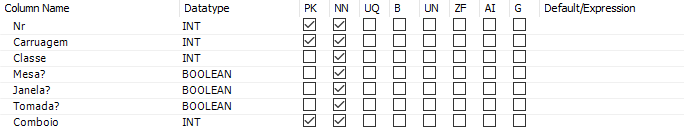 Column Name Datatype PK NN UQ B UN ZF AI G Default/Expression
Nr INT
Carruagem INT
Classe INT
Mesa? BOOLEAN
Janela? BOOLEAN
Tomada? BOOLEAN
Comboio INT